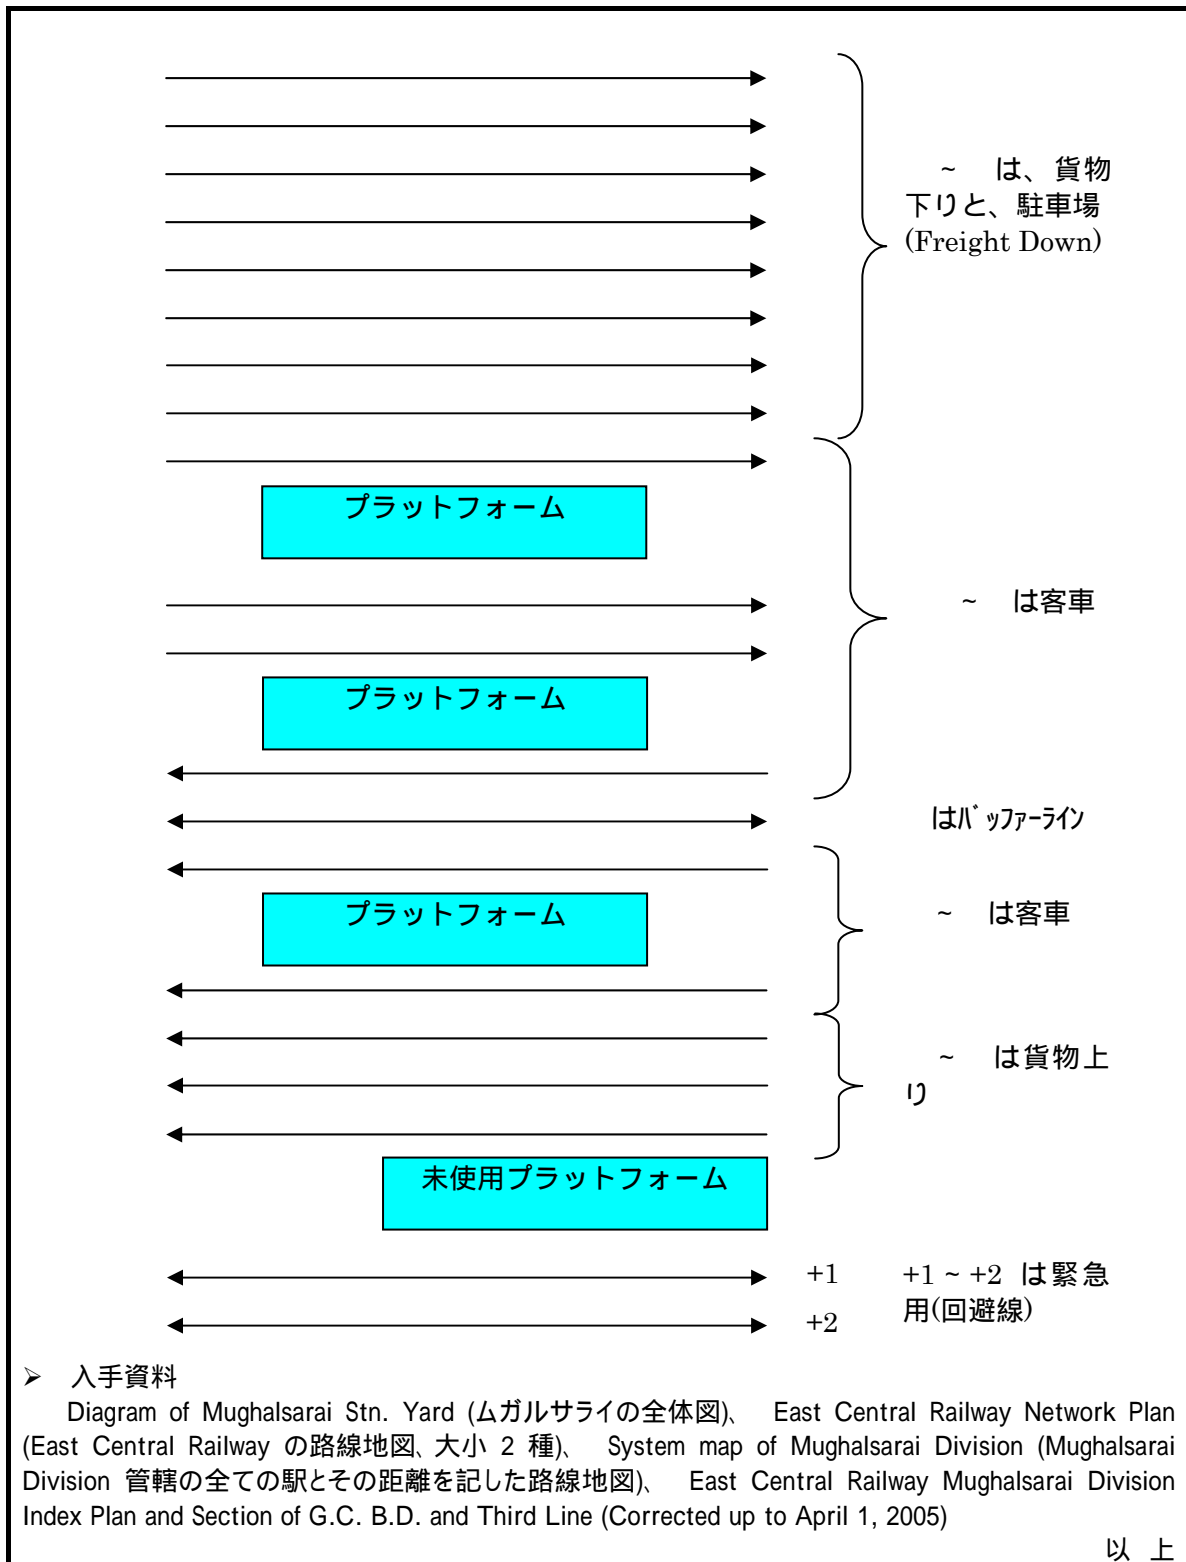 ~ は、貨物
下りと、駐車場
(Freight Down)
プラットフォーム
~ は客車
プラットフォーム
はバッファーライン
プラットフォーム
~ は客車
~ は貨物上
り
未使用プラットフォーム
+1 +1 ~ +2 は緊急
+2 用(回避線)
➢ 入手資料
Diagram of Mughalsarai Stn. Yard (ムガルサライの全体図)、 East Central Railway Network Plan
(East Central Railway の路線地図、大小 2 種)、 System map of Mughalsarai Division (Mughalsarai
Division 管轄の全ての駅とその距離を記した路線地図)、 East Central Railway Mughalsarai Division
Index Plan and Section of G.C. B.D. and Third Line (Corrected up to April 1, 2005)
以 上